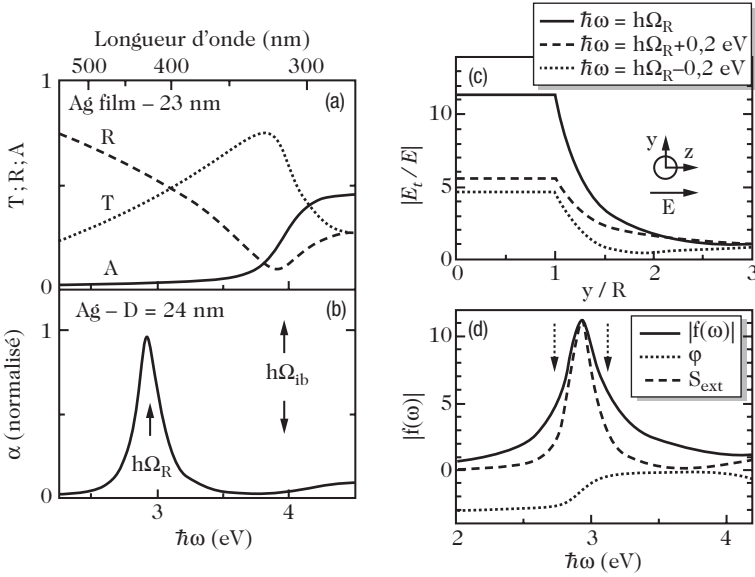 Longueur d'onde (nm)
500 400 300
1
(a)
Ag film – 23 nm
R
T
A
0
T ; R ; A
(b)
Ag – D = 24 nm
1
hΩib
hΩR
0
α (normalisé)
3 4
ħω (eV)
ħω = hΩR
ħω = hΩR+0,2 eV
ħω = hΩR–0,2 eV
(c)
10
5
0
|Et / E|
y
z
E
0 1 2 3
y / R
(d)
|f(ω)|
φ
Sext
10
5
0
|f(ω)|
2 3 4
ħω (eV)